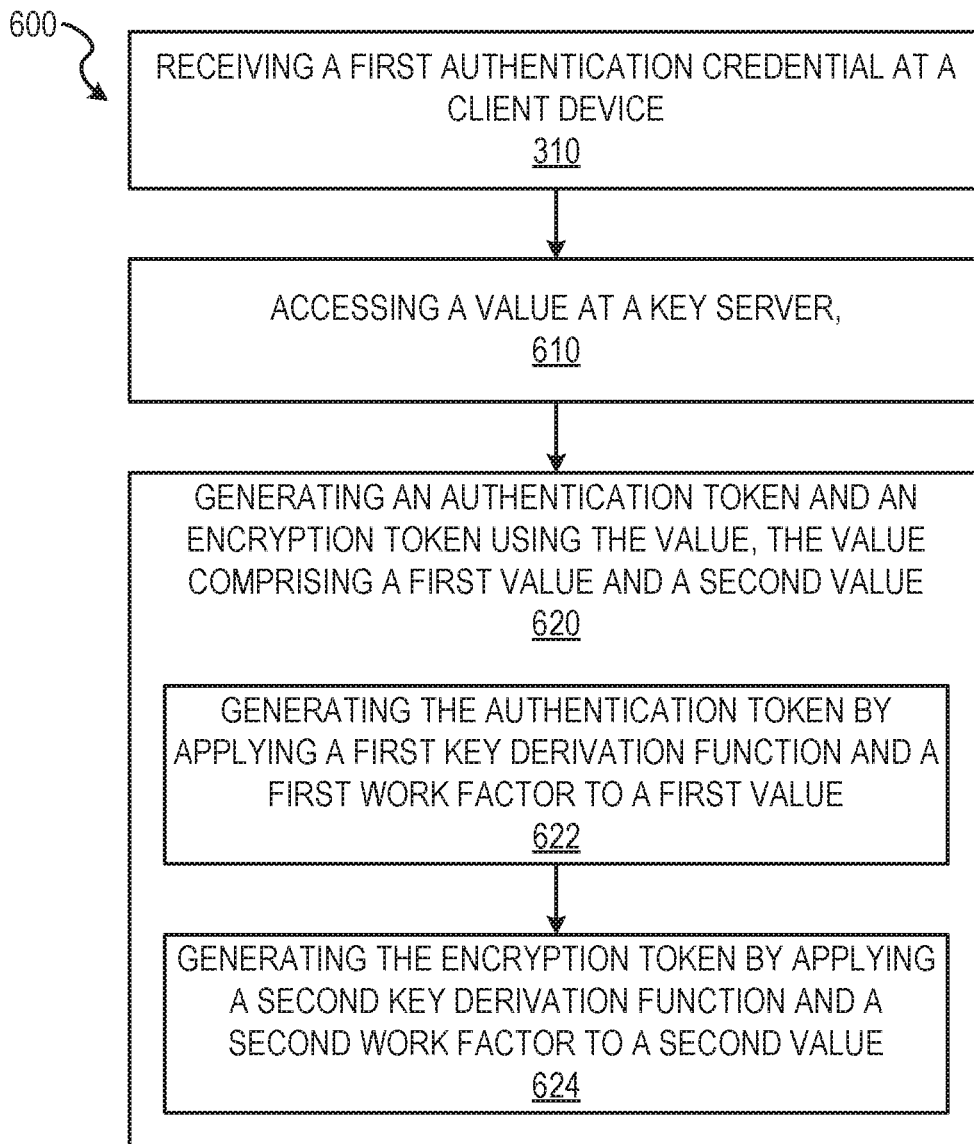 600
RECEIVING A FIRST AUTHENTICATION CREDENTIAL AT A
CLIENT DEVICE
310
ACCESSING A VALUE AT A KEY SERVER,
610
GENERATING AN AUTHENTICATION TOKEN AND AN
ENCRYPTION TOKEN USING THE VALUE, THE VALUE
COMPRISING A FIRST VALUE AND A SECOND VALUE
620
GENERATING THE AUTHENTICATION TOKEN BY
APPLYING A FIRST KEY DERIVATION FUNCTION AND A
FIRST WORK FACTOR TO A FIRST VALUE
622
GENERATING THE ENCRYPTION TOKEN BY APPLYING
A SECOND KEY DERIVATION FUNCTION AND A
SECOND WORK FACTOR TO A SECOND VALUE
624